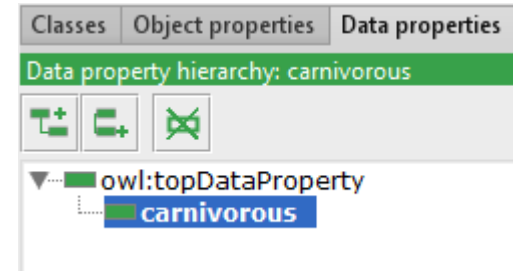 Classes Object properties Data properties
Data property hierarchy: carnivorous
owl:topDataProperty
carnivorous